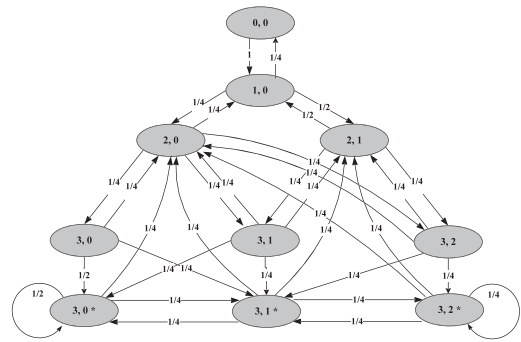 0, 0
1 1/4
1, 0
1/4 1/4 1/2 1/2
2, 0 2, 1
1/4 1/4
1/4 1/4 1/4 1/4 1/4 1/4 1/4 1/4
1/4 1/4
1/4 1/4 1/4
3, 0 3, 1 3, 2
1/2 1/4 1/4 1/4 1/4 1/4
1/2 1/4
3, 0 * 1/4 3, 1 * 1/4 3, 2 *
1/4 1/4